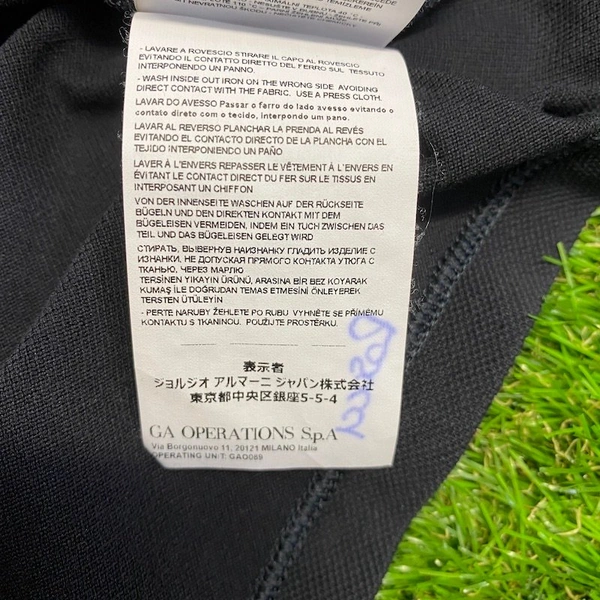 - LAVARE A ROVESCIO STIRARE IL CAPO AL ROVESCIO
EVITANDO IL CONTATTO DIRETTO DEL FERRO SUL TESSUTO
INTERPONENDO UN PANNO.
- WASH INSIDE OUT IRON ON THE WRONG SIDE AVOIDING
DIRECT CONTACT WITH THE FABRIC. USE A PRESS CLOTH.
LAVAR DO AVESSO Passar o ferro do lado avesso evitando o
contato direto com o tecido, interpondo um pano.
LAVAR AL REVERSO PLANCHAR LA PRENDA AL REVÉS
EVITANDO EL CONTACTO DIRECTO DE LA PLANCHA CON EL
TEJIDO INTERPONIENDO UN PAÑO
LAVER À L'ENVERS REPASSER LE VÊTEMENT À L'ENVERS EN
ÉVITANT LE CONTACT DIRECT DU FER SUR LE TISSUS EN
INTERPOSANT UN CHIFFON
VON DER INNENSEITE WASCHEN AUF DER RÜCKSEITE
BÜGELN UND DEN DIREKTEN KONTAKT MIT DEM
BÜGELEISEN VERMEIDEN, INDEM EIN TUCH ZWISCHEN DAS
TEIL UND DAS BÜGELEISEN GELEGT WIRD
СТИРАТЬ, ВЫВЕРНУВ НАИЗНАНКУ ГЛАДИТЬ ИЗДЕЛИЕ С
ИЗНАНКИ, НЕ ДОПУСКАЯ ПРЯМОГО КОНТАКТА УТЮГА С
ТКАНЬЮ, ЧЕРЕЗ МАРЛЮ
TERSİNEN YIKAYIN ÜRÜNÜ, ARASINA BİR BEZ KOYARAK
KUMAŞ İLE DOĞRUDAN TEMAS ETMESİNİ ÖNLEYEREK
TERSTEN ÜTÜLEYİN
- PERTE NARUBY ŽEHLETE PO RUBU VYHNĚTE SE PŘÍMÉMU
KONTAKTU S TKANINOU. POUŽIJTE PROSTĚRKU.
表示者
ジョルジオ アルマーニ ジャパン株式会社
東京都中央区銀座5-5-4
GA OPERATIONS S.p.A
Via Borgonuovo 11, 20121 MILANO Italia
OPERATING UNIT: GAO089